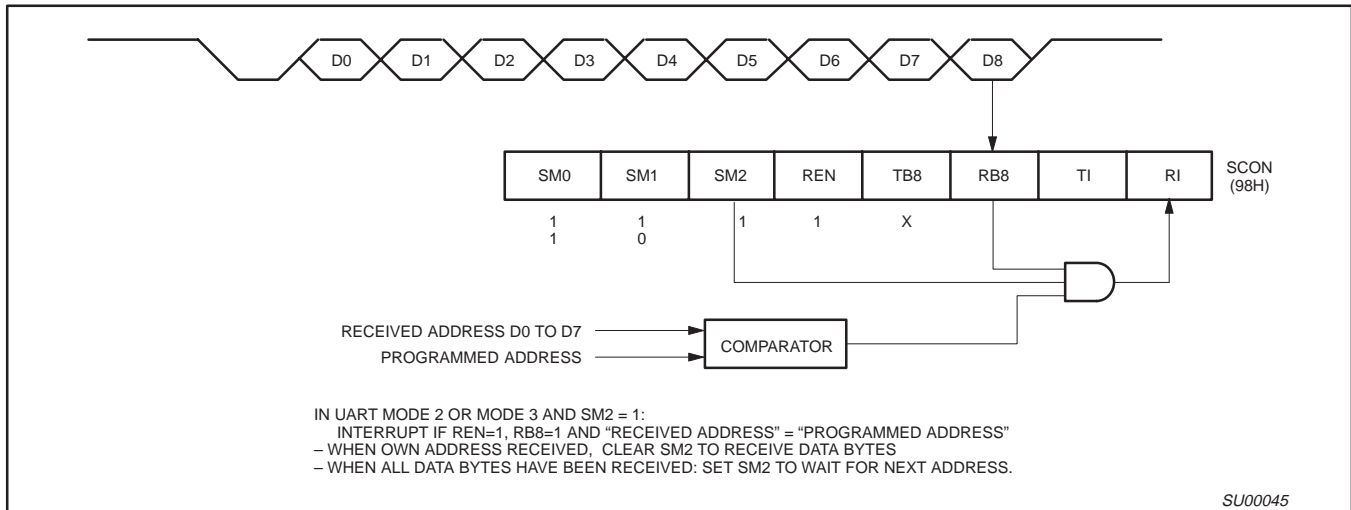 D0 D1 D2 D3 D4 D5 D6 D7 D8
SM0 SM1 SM2 REN TB8 RB8 TI RI
SCON
(98H)
1 1 1 1 X
1 0
RECEIVED ADDRESS D0 TO D7
PROGRAMMED ADDRESS
COMPARATOR
IN UART MODE 2 OR MODE 3 AND SM2 = 1:
INTERRUPT IF REN=1, RB8=1 AND “RECEIVED ADDRESS” = “PROGRAMMED ADDRESS”
– WHEN OWN ADDRESS RECEIVED, CLEAR SM2 TO RECEIVE DATA BYTES
– WHEN ALL DATA BYTES HAVE BEEN RECEIVED: SET SM2 TO WAIT FOR NEXT ADDRESS.
SU00045